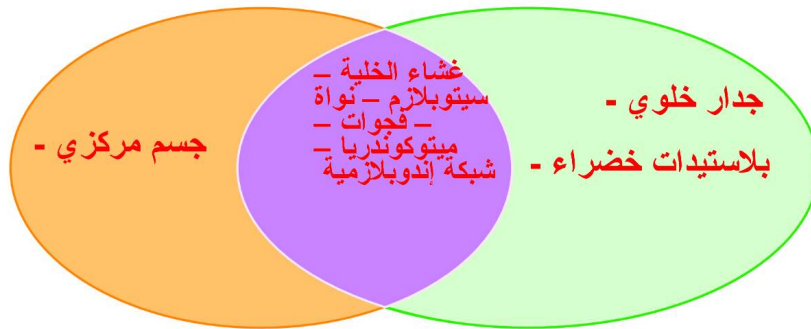 غشاء الخلية –
سيتوبلازم – نواة
– فجوات –
ميتوكوندريا –
شبكة إندوبلازمية
جدار خلوي -
بلاستيدات خضراء -
جسم مركزي -